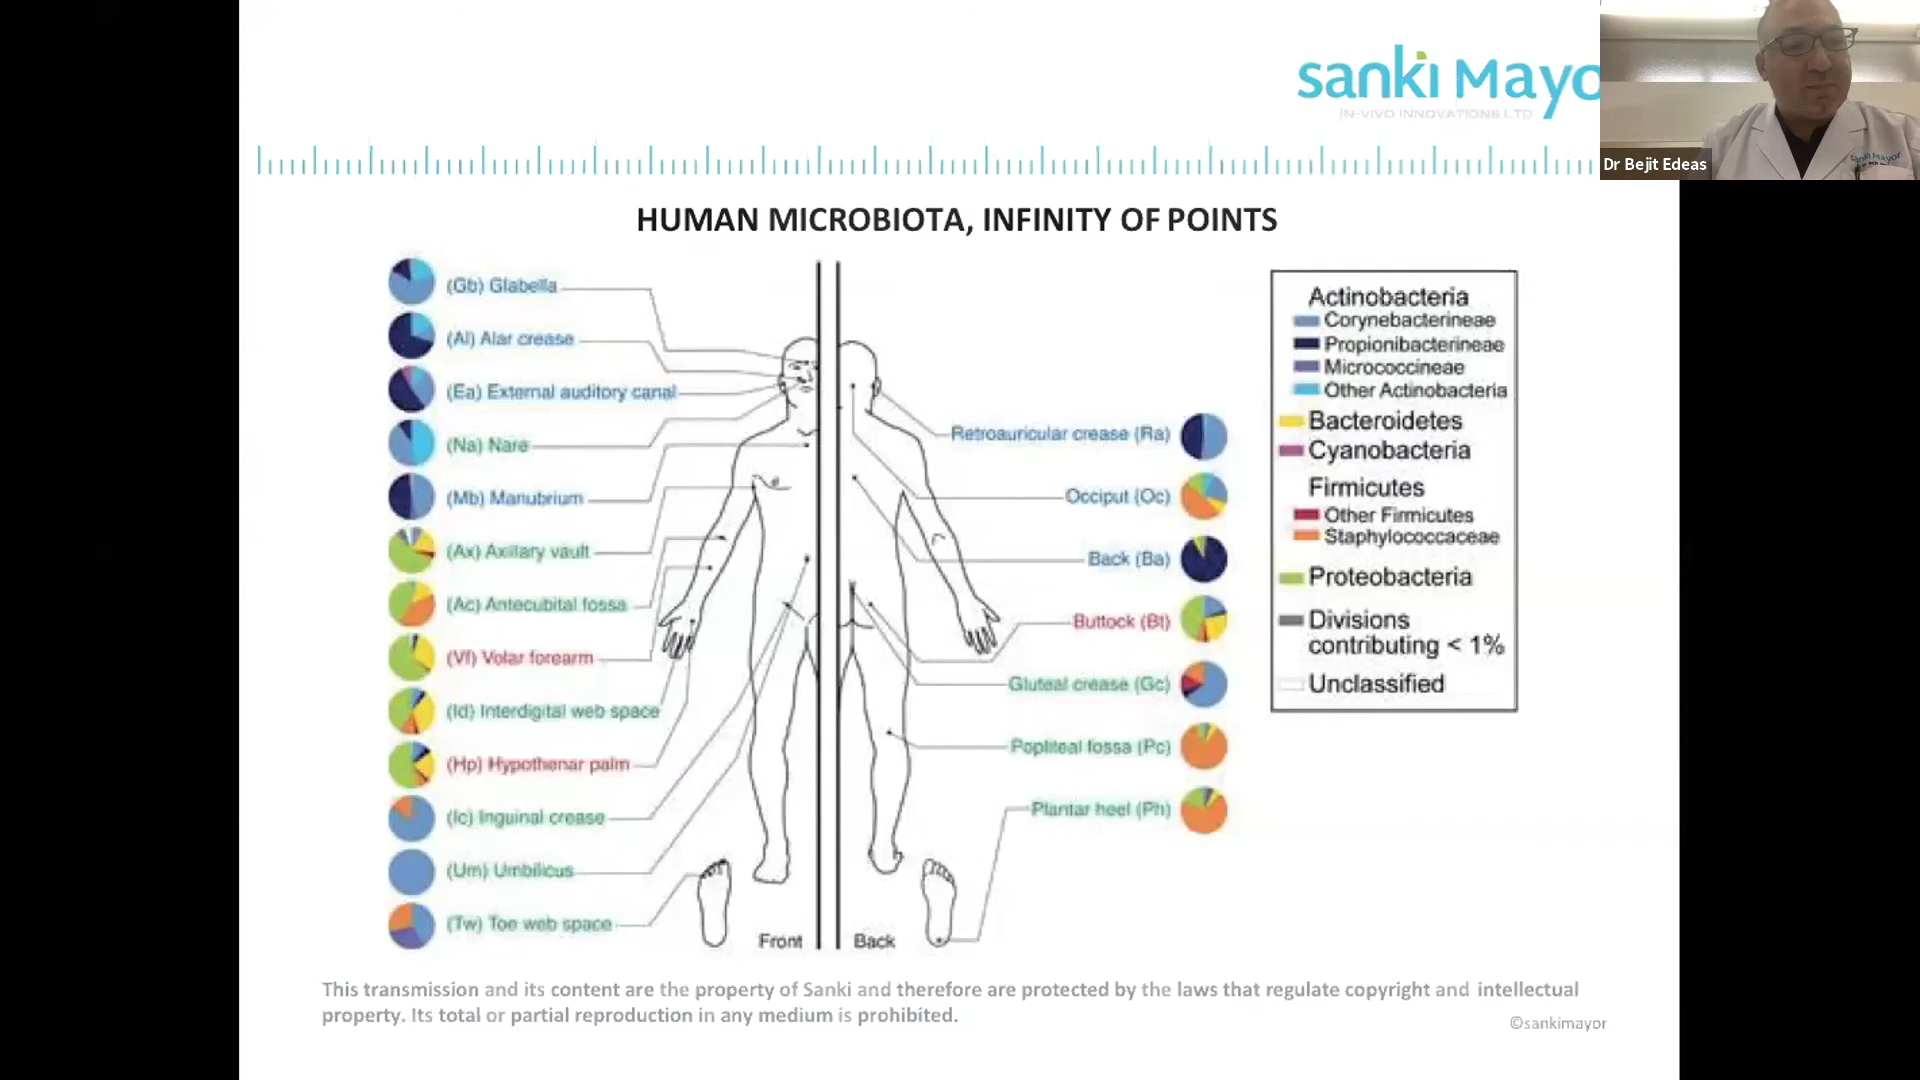 sanki Mayo
IN-VIVO INNOVATIONS LTD
Dr Bejit Edeas
sanki Mayor
HUMAN MICROBIOTA, INFINITY OF POINTS
(Gb) Glabella
(Al) Alar crease
(Ea) External auditory canal
(Na) Nare
(Mb) Manubrium
(Ax) Axillary vault
(Ac) Antecubital fossa
(Vf) Volar forearm
(Id) Interdigital web space
(Hp) Hypothenar palm
(Ic) Inguinal crease
(Um) Umbilicus
(Tw) Toe web space
Front
Back
Retroauricular crease (Ra)
Occiput (Oc)
Back (Ba)
Buttock (Bt)
Gluteal crease (Gc)
Popliteal fossa (Pc)
Plantar heel (Ph)
Actinobacteria
Corynebacterineae
Propionibacterineae
Micrococcineae
Other Actinobacteria
Bacteroidetes
Cyanobacteria
Firmicutes
Other Firmicutes
Staphylococcaceae
Proteobacteria
Divisions
contributing < 1%
Unclassified
This transmission and its content are the property of Sanki and therefore are protected by the laws that regulate copyright and intellectual
property. Its total or partial reproduction in any medium is prohibited.
©sankimayor